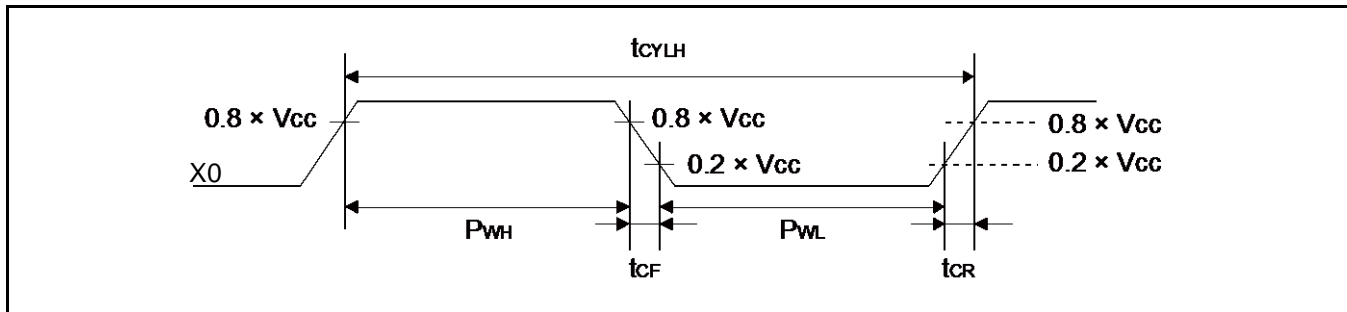 tCYLH
0.8 × Vcc
0.8 × Vcc
0.8 × Vcc
X0
0.2 × Vcc
0.2 × Vcc
PWH
PWL
tCF
tCR